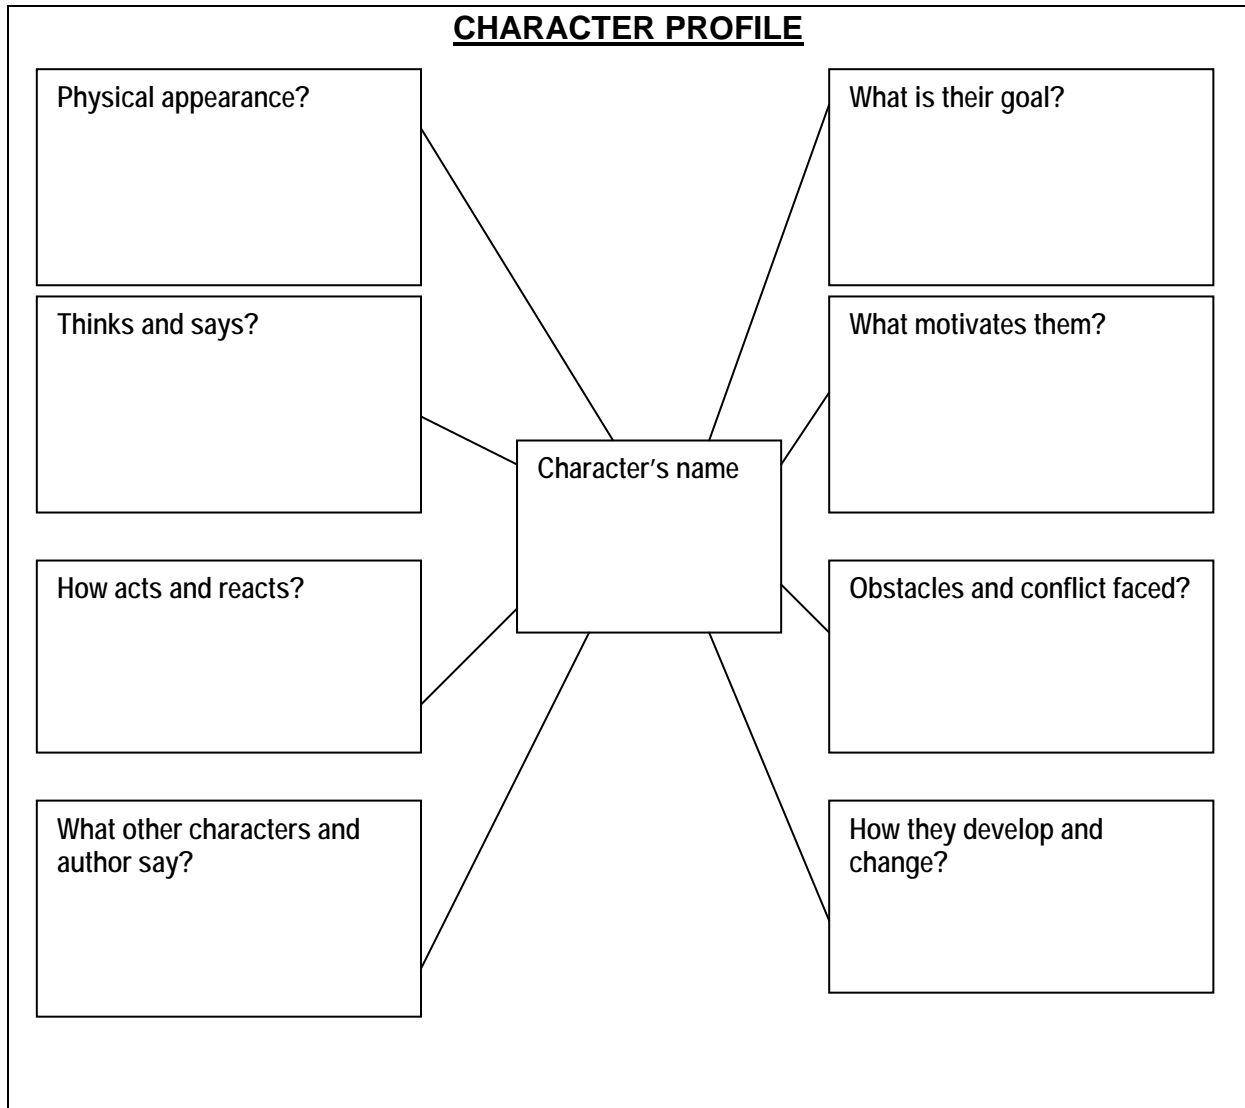 CHARACTER PROFILE
Physical appearance?
What is their goal?
Thinks and says?
What motivates them?
Character’s name
How acts and reacts?
Obstacles and conflict faced?
What other characters and
author say?
How they develop and
change?